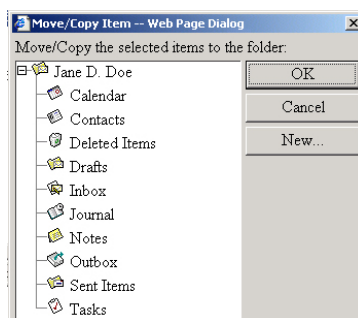 Move/Copy Item -- Web Page Dialog
Move/Copy the selected items to the folder:
Jane D. Doe
Calendar
Contacts
Deleted Items
Drafts
Inbox
Journal
Notes
Outbox
Sent Items
Tasks
OK
Cancel
New...